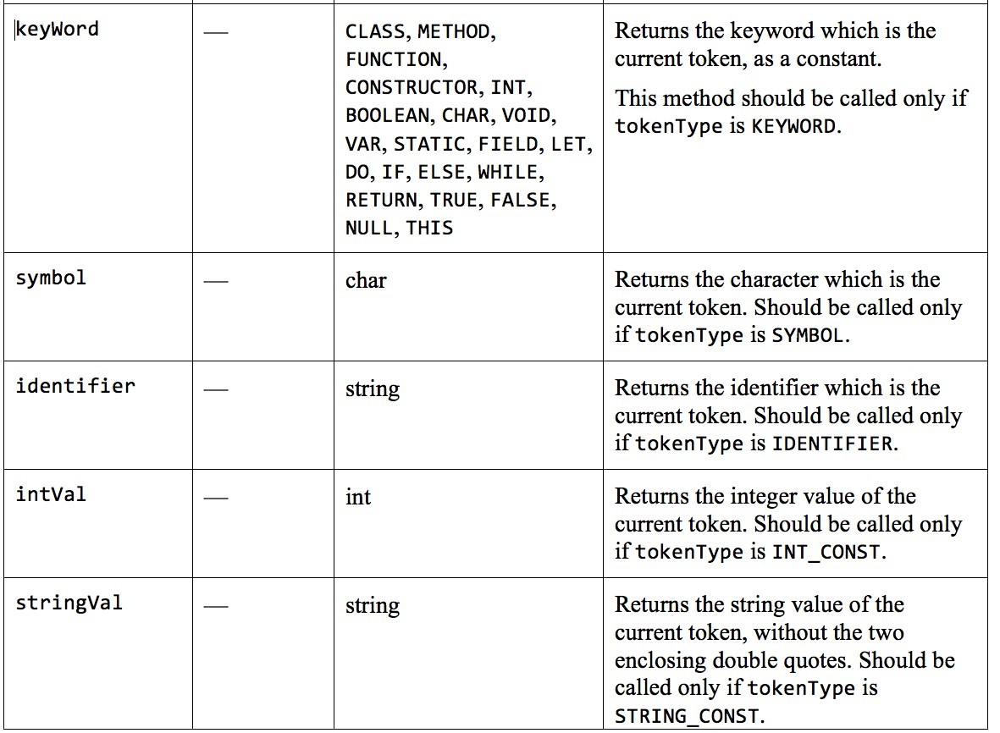 keyWord
—
CLASS, METHOD,
FUNCTION,
CONSTRUCTOR, INT,
BOOLEAN, CHAR, VOID,
VAR, STATIC, FIELD, LET,
DO, IF, ELSE, WHILE,
RETURN, TRUE, FALSE,
NULL, THIS
Returns the keyword which is the
current token, as a constant.
This method should be called only if
tokenType is KEYWORD.
symbol
—
char
Returns the character which is the
current token. Should be called only
if tokenType is SYMBOL.
identifier
—
string
Returns the identifier which is the
current token. Should be called only
if tokenType is IDENTIFIER.
intVal
—
int
Returns the integer value of the
current token. Should be called only
if tokenType is INT_CONST.
stringVal
—
string
Returns the string value of the
current token, without the two
enclosing double quotes. Should be
called only if tokenType is
STRING_CONST.